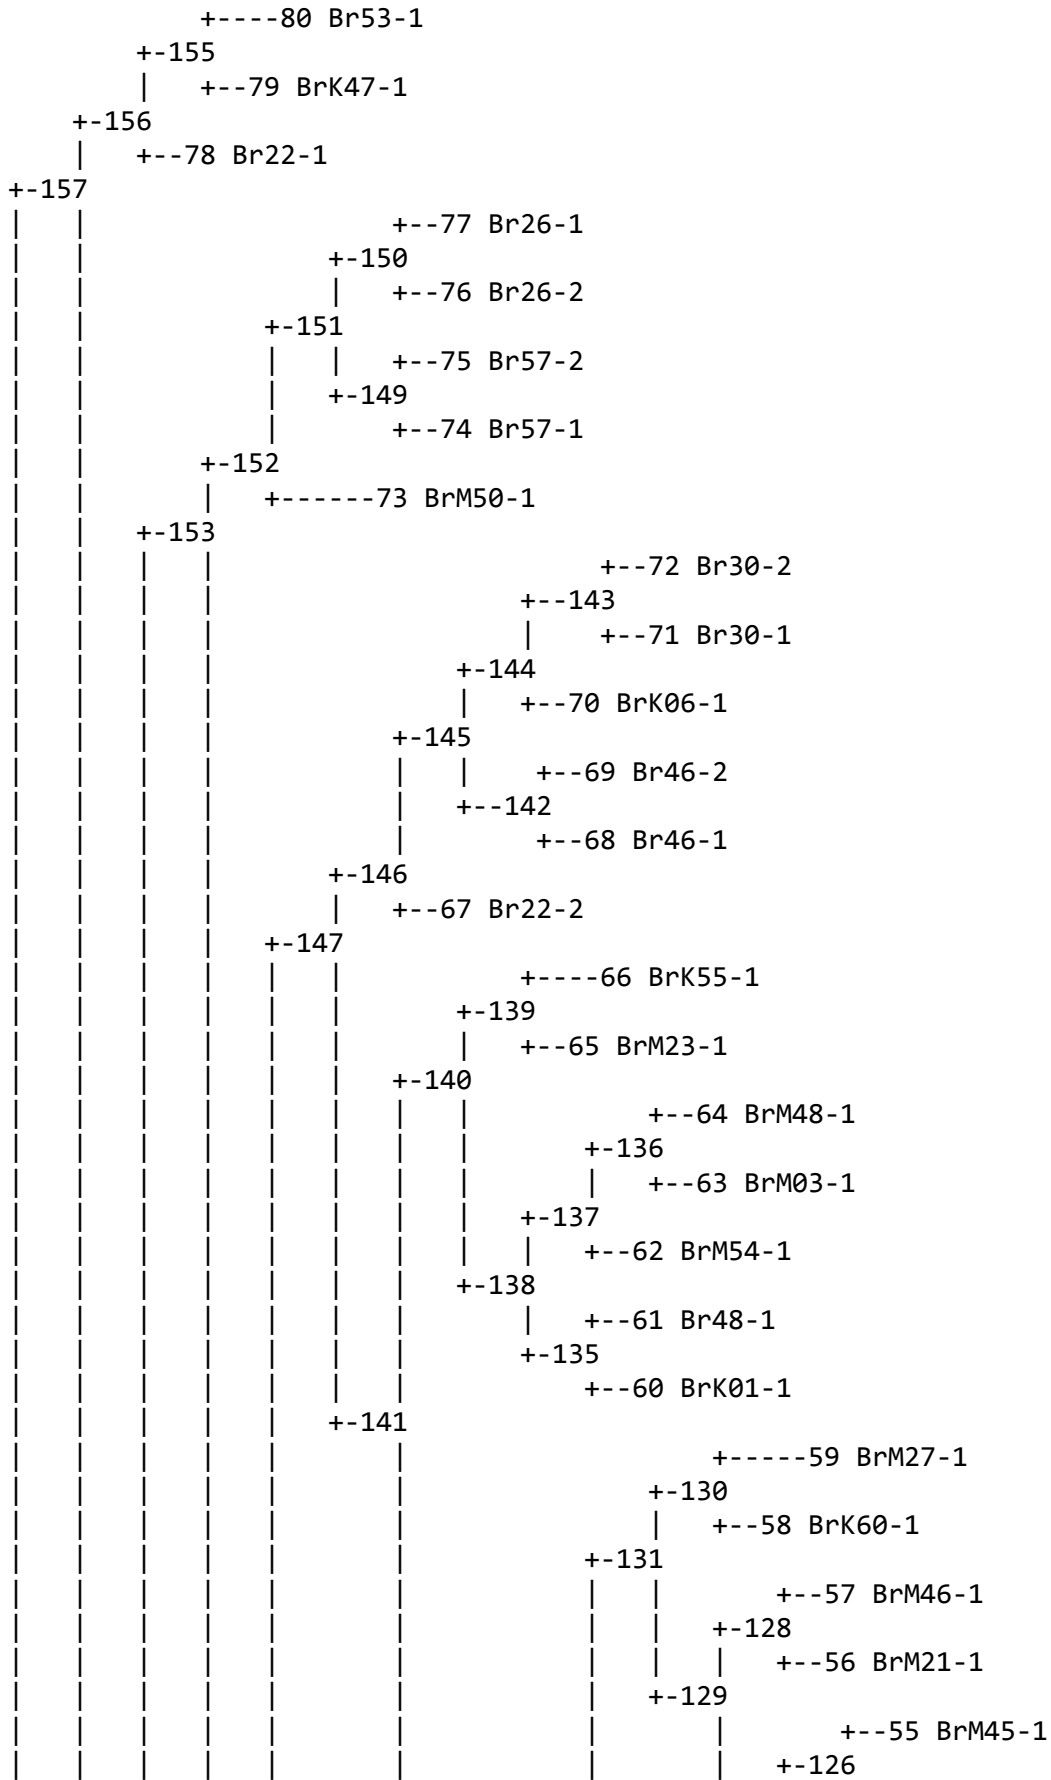 +----80 Br53-1
        +-155
        |   +--79 BrK47-1
    +-156
    |   +--78 Br22-1
+-157
|   |                   +--77 Br26-1
|   |               +-150
|   |               |   +--76 Br26-2
|   |           +-151
|   |           |   |   +--75 Br57-2
|   |           |   +-149
|   |           |       +--74 Br57-1
|   |       +-152
|   |       |   +------73 BrM50-1
|   |   +-153
|   |   |   |                        +--72 Br30-2
|   |   |   |                   +--143
|   |   |   |                   |    +--71 Br30-1
|   |   |   |               +-144
|   |   |   |               |   +--70 BrK06-1
|   |   |   |           +-145
|   |   |   |           |   |    +--69 Br46-2
|   |   |   |           |   +--142
|   |   |   |           |        +--68 Br46-1
|   |   |   |       +-146
|   |   |   |       |   +--67 Br22-2
|   |   |   |   +-147
|   |   |   |   |   |           +----66 BrK55-1
|   |   |   |   |   |       +-139
|   |   |   |   |   |       |   +--65 BrM23-1
|   |   |   |   |   |   +-140
|   |   |   |   |   |   |   |           +--64 BrM48-1
|   |   |   |   |   |   |   |       +-136
|   |   |   |   |   |   |   |       |   +--63 BrM03-1
|   |   |   |   |   |   |   |   +-137
|   |   |   |   |   |   |   |   |   +--62 BrM54-1
|   |   |   |   |   |   |   +-138
|   |   |   |   |   |   |       |   +--61 Br48-1
|   |   |   |   |   |   |       +-135
|   |   |   |   |   |   |           +--60 BrK01-1
|   |   |   |   |   +-141
|   |   |   |   |       |                   +-----59 BrM27-1
|   |   |   |   |       |               +-130
|   |   |   |   |       |               |   +--58 BrK60-1
|   |   |   |   |       |           +-131
|   |   |   |   |       |           |   |       +--57 BrM46-1
|   |   |   |   |       |           |   |   +-128
|   |   |   |   |       |           |   |   |   +--56 BrM21-1
|   |   |   |   |       |           |   +-129
|   |   |   |   |       |           |       |       +--55 BrM45-1
|   |   |   |   |       |           |       |   +-126